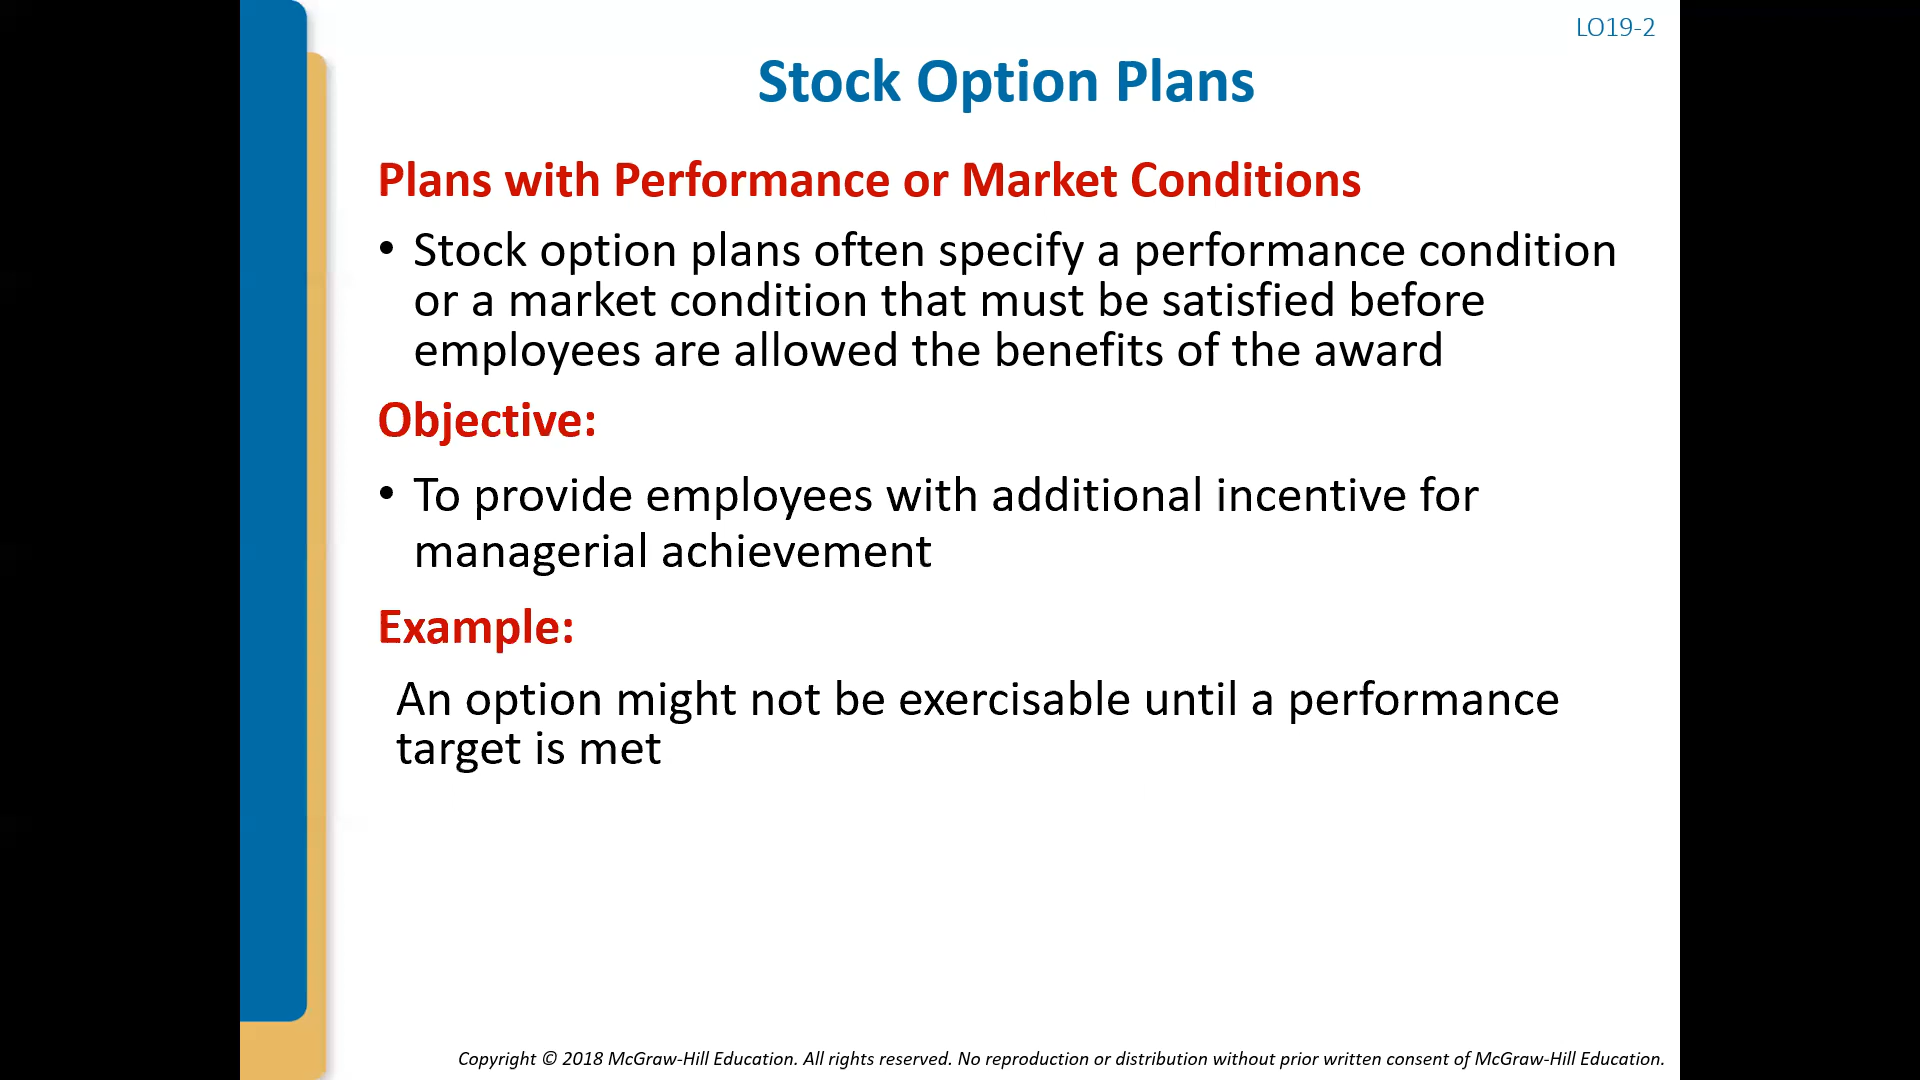 LO19-2
Stock Option Plans
Plans with Performance or Market Conditions
• Stock option plans often specify a performance condition
or a market condition that must be satisfied before
employees are allowed the benefits of the award
Objective:
• To provide employees with additional incentive for
managerial achievement
Example:
An option might not be exercisable until a performance
target is met
Copyright © 2018 McGraw-Hill Education. All rights reserved. No reproduction or distribution without prior written consent of McGraw-Hill Education.